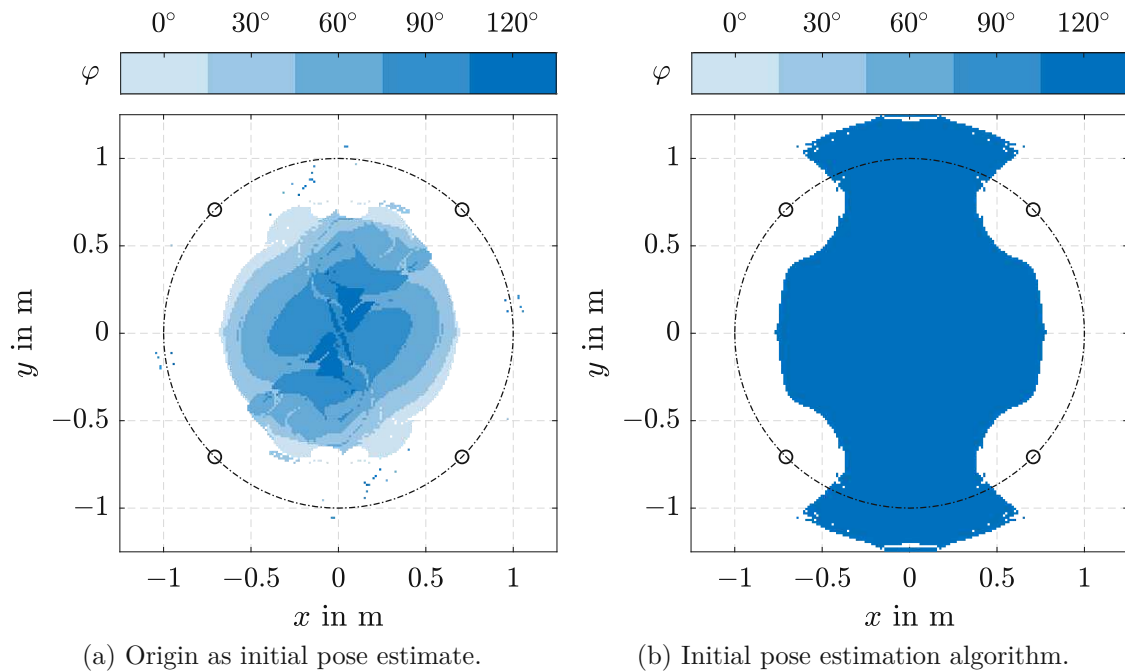 0° 30° 60° 90° 120°
φ
1
0.5
0
−0.5
−1
y in m
−1 −0.5 0 0.5 1
x in m
(a) Origin as initial pose estimate.
0° 30° 60° 90° 120°
φ
1
0.5
0
−0.5
−1
y in m
−1 −0.5 0 0.5 1
x in m
(b) Initial pose estimation algorithm.